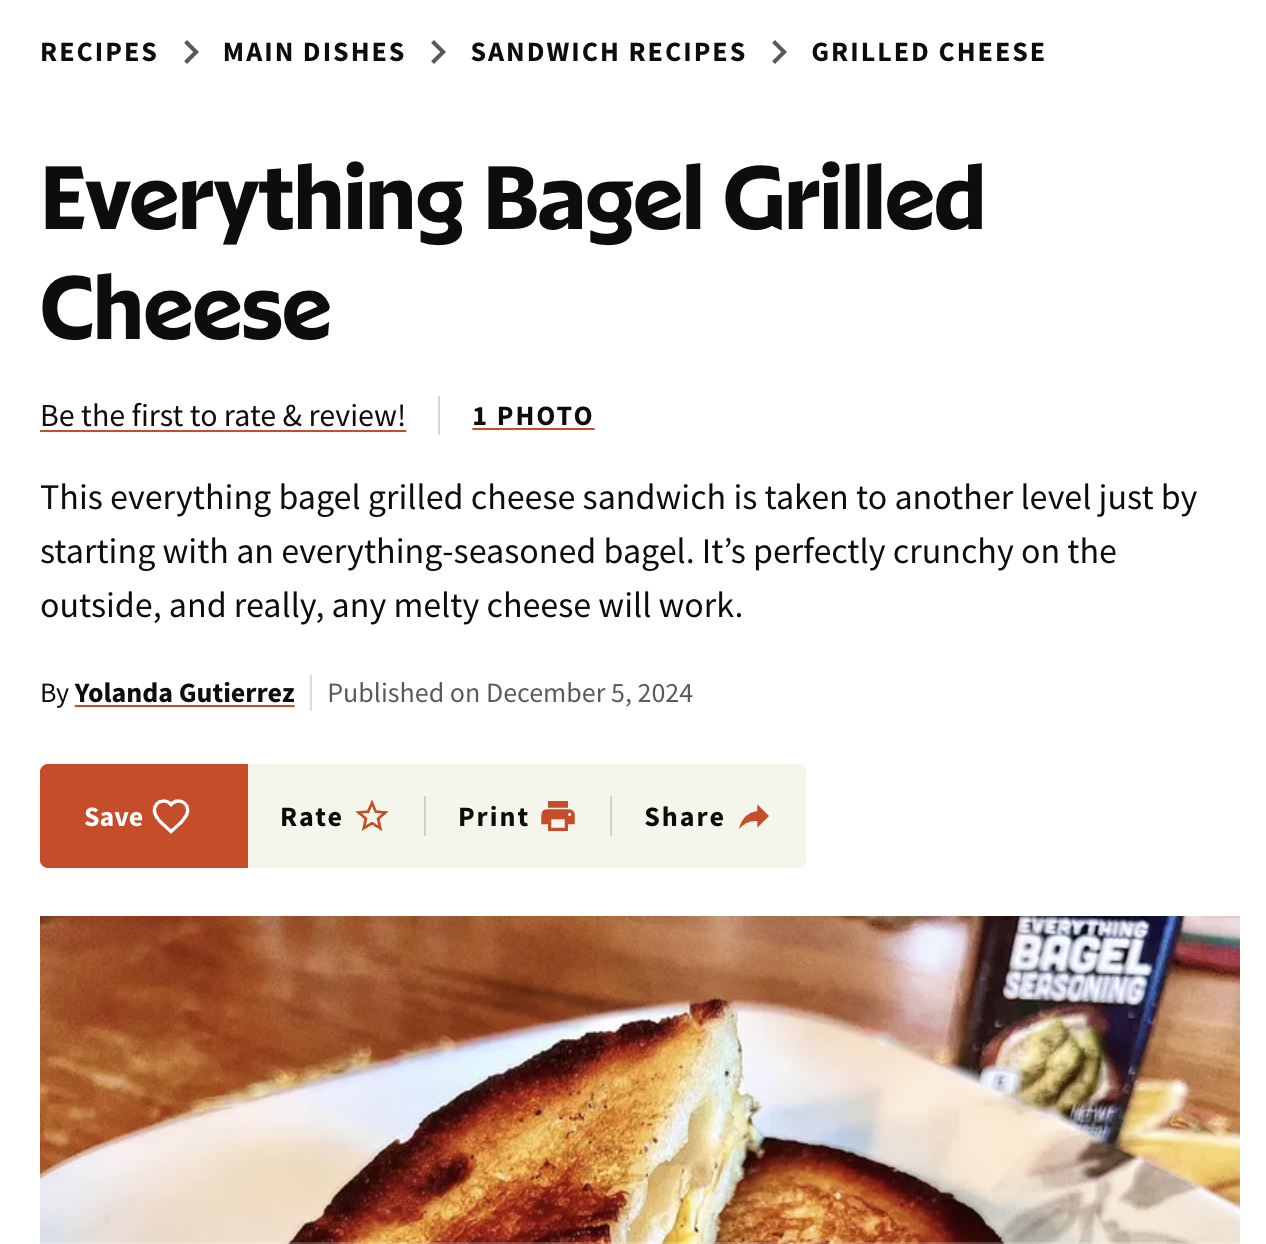 RECIPES > MAIN DISHES > SANDWICH RECIPES > GRILLED CHEESE
Everything Bagel Grilled
Cheese
Be the first to rate & review! 1 PHOTO
This everything bagel grilled cheese sandwich is taken to another level just by
starting with an everything-seasoned bagel. It’s perfectly crunchy on the
outside, and really, any melty cheese will work.
By Yolanda Gutierrez Published on December 5, 2024
Save Rate Print Share
EVERYTHING
BAGEL
SEASONING